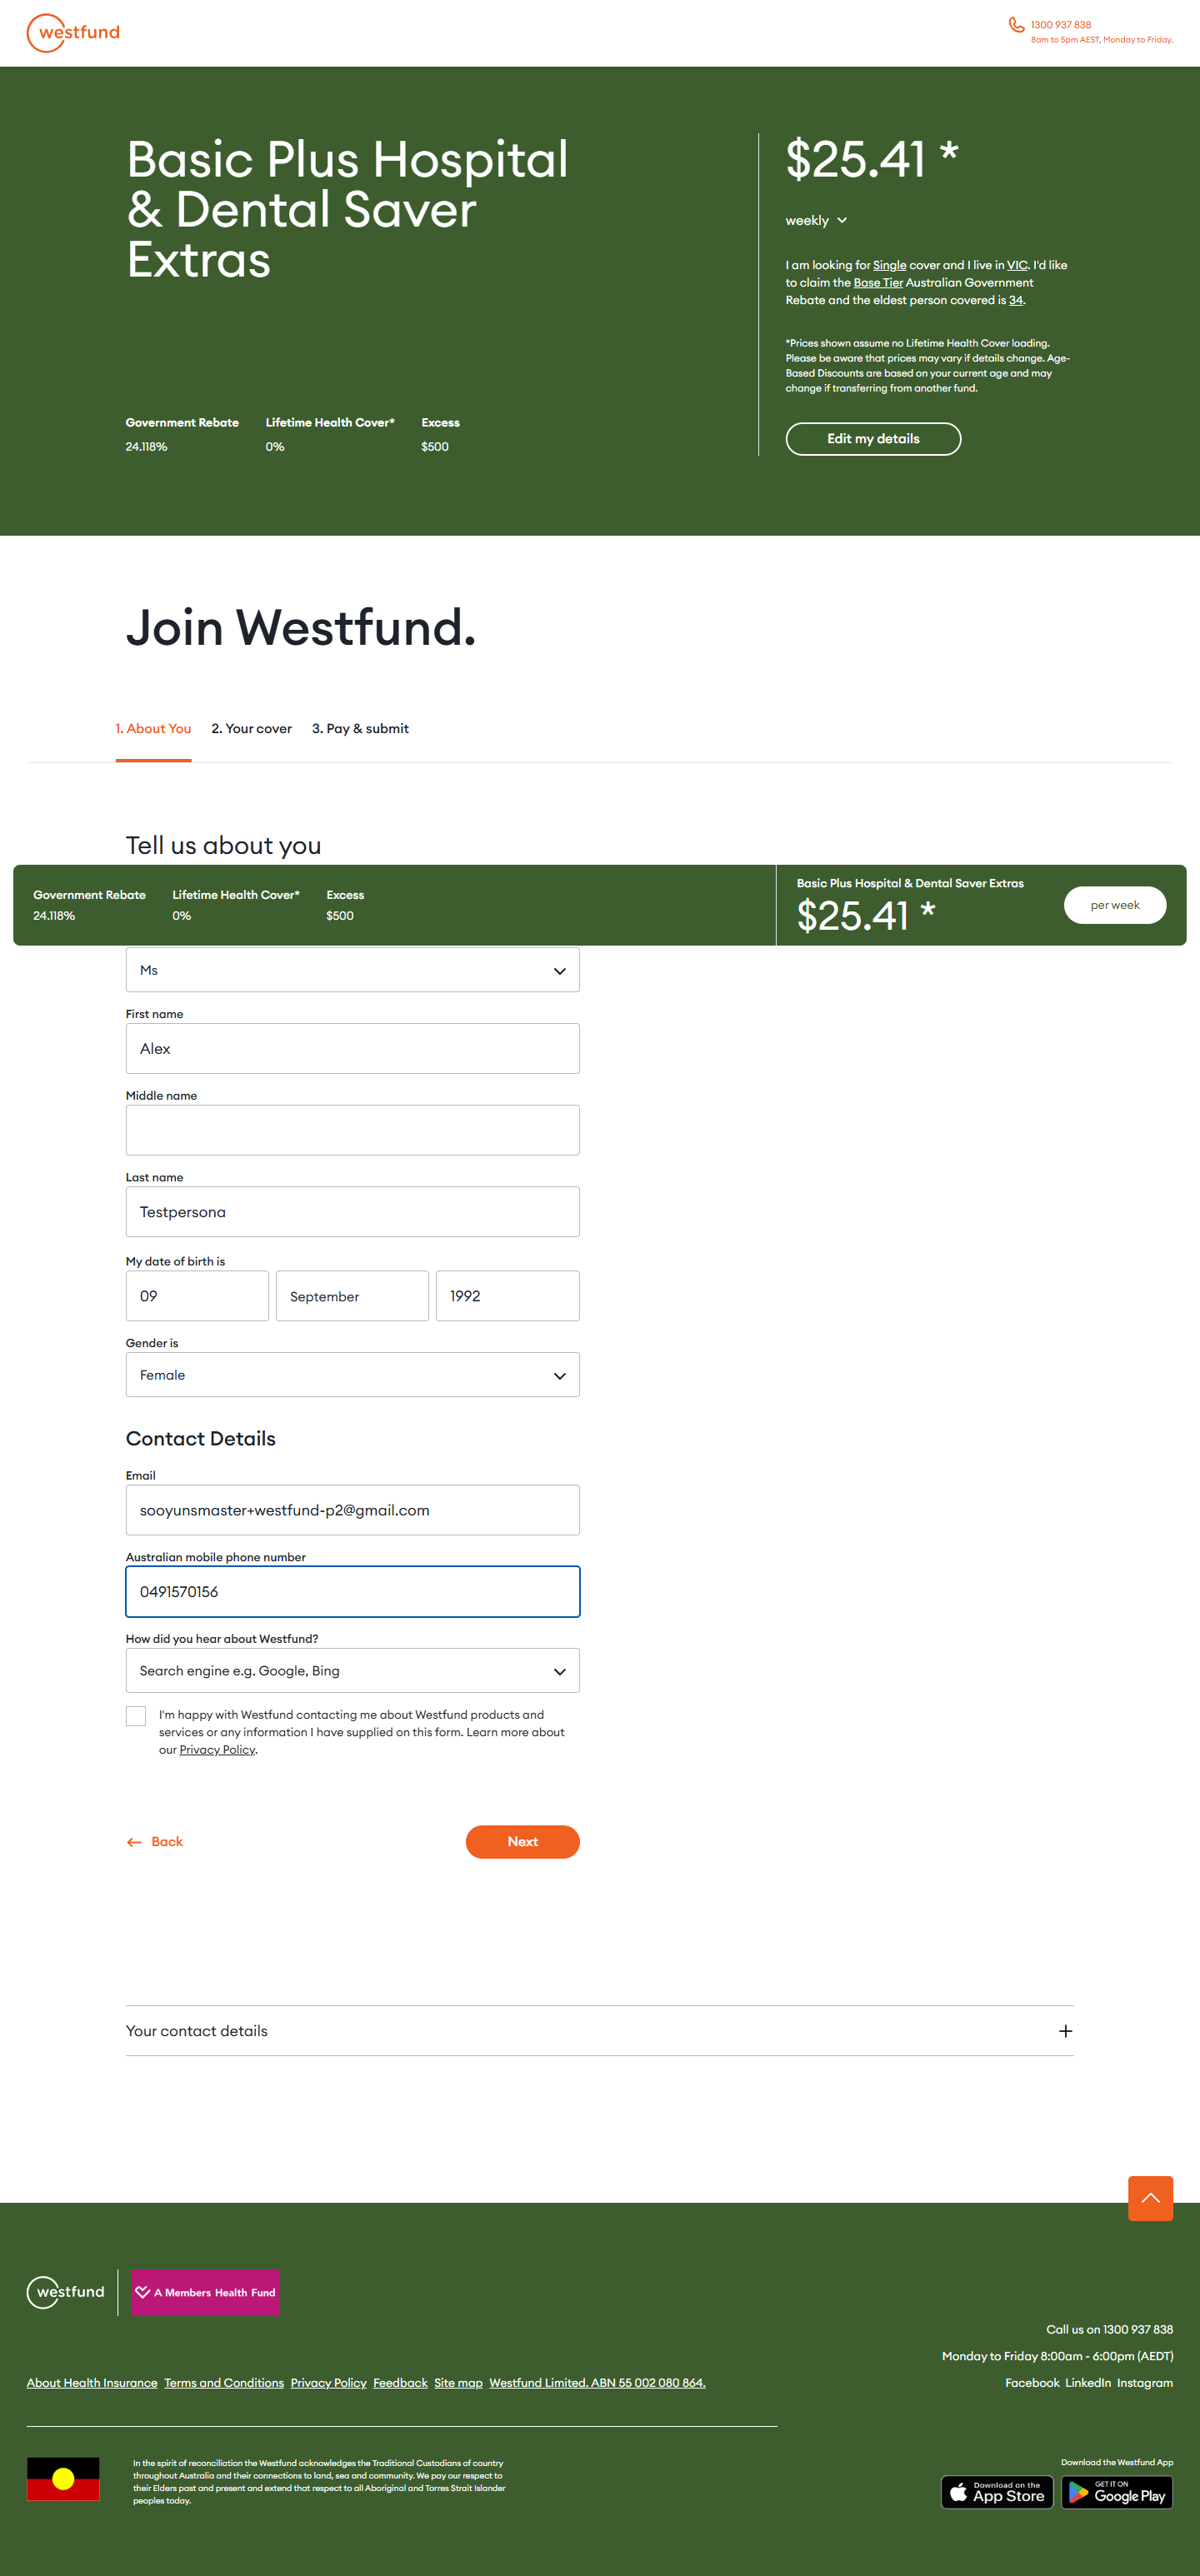 westfund
1300 937 838
8am to 5pm AEST, Monday to Friday.
Basic Plus Hospital
& Dental Saver
Extras
$25.41 *
weekly
I am looking for Single cover and I live in VIC. I'd like
to claim the Base Tier Australian Government
Rebate and the eldest person covered is 34.
*Prices shown assume no Lifetime Health Cover loading.
Please be aware that prices may vary if details change. Age-
Based Discounts are based on your current age and may
change if transferring from another fund.
Government Rebate Lifetime Health Cover* Excess
24.118% 0% $500
Edit my details
Join Westfund.
1. About You 2. Your cover 3. Pay & submit
Tell us about you
Government Rebate Lifetime Health Cover* Excess
24.118% 0% $500
Basic Plus Hospital & Dental Saver Extras
$25.41 *
per week
Ms
First name
Alex
Middle name
Last name
Testpersona
My date of birth is
09 September 1992
Gender is
Female
Contact Details
Email
sooyunsmaster+westfund-p2@gmail.com
Australian mobile phone number
0491570156
How did you hear about Westfund?
Search engine e.g. Google, Bing
I'm happy with Westfund contacting me about Westfund products and
services or any information I have supplied on this form. Learn more about
our Privacy Policy.
Back Next
Your contact details
westfund
A Members Health Fund
Call us on 1300 937 838
Monday to Friday 8:00am - 6:00pm (AEDT)
About Health Insurance Terms and Conditions Privacy Policy Feedback Site map Westfund Limited. ABN 55 002 080 864.
Facebook LinkedIn Instagram
In the spirit of reconciliation the Westfund acknowledges the Traditional Custodians of country
throughout Australia and their connections to land, sea and community. We pay our respect to
their Elders past and present and extend that respect to all Aboriginal and Torres Strait Islander
peoples today.
Download the Westfund App
Download on the
App Store
GET IT ON
Google Play